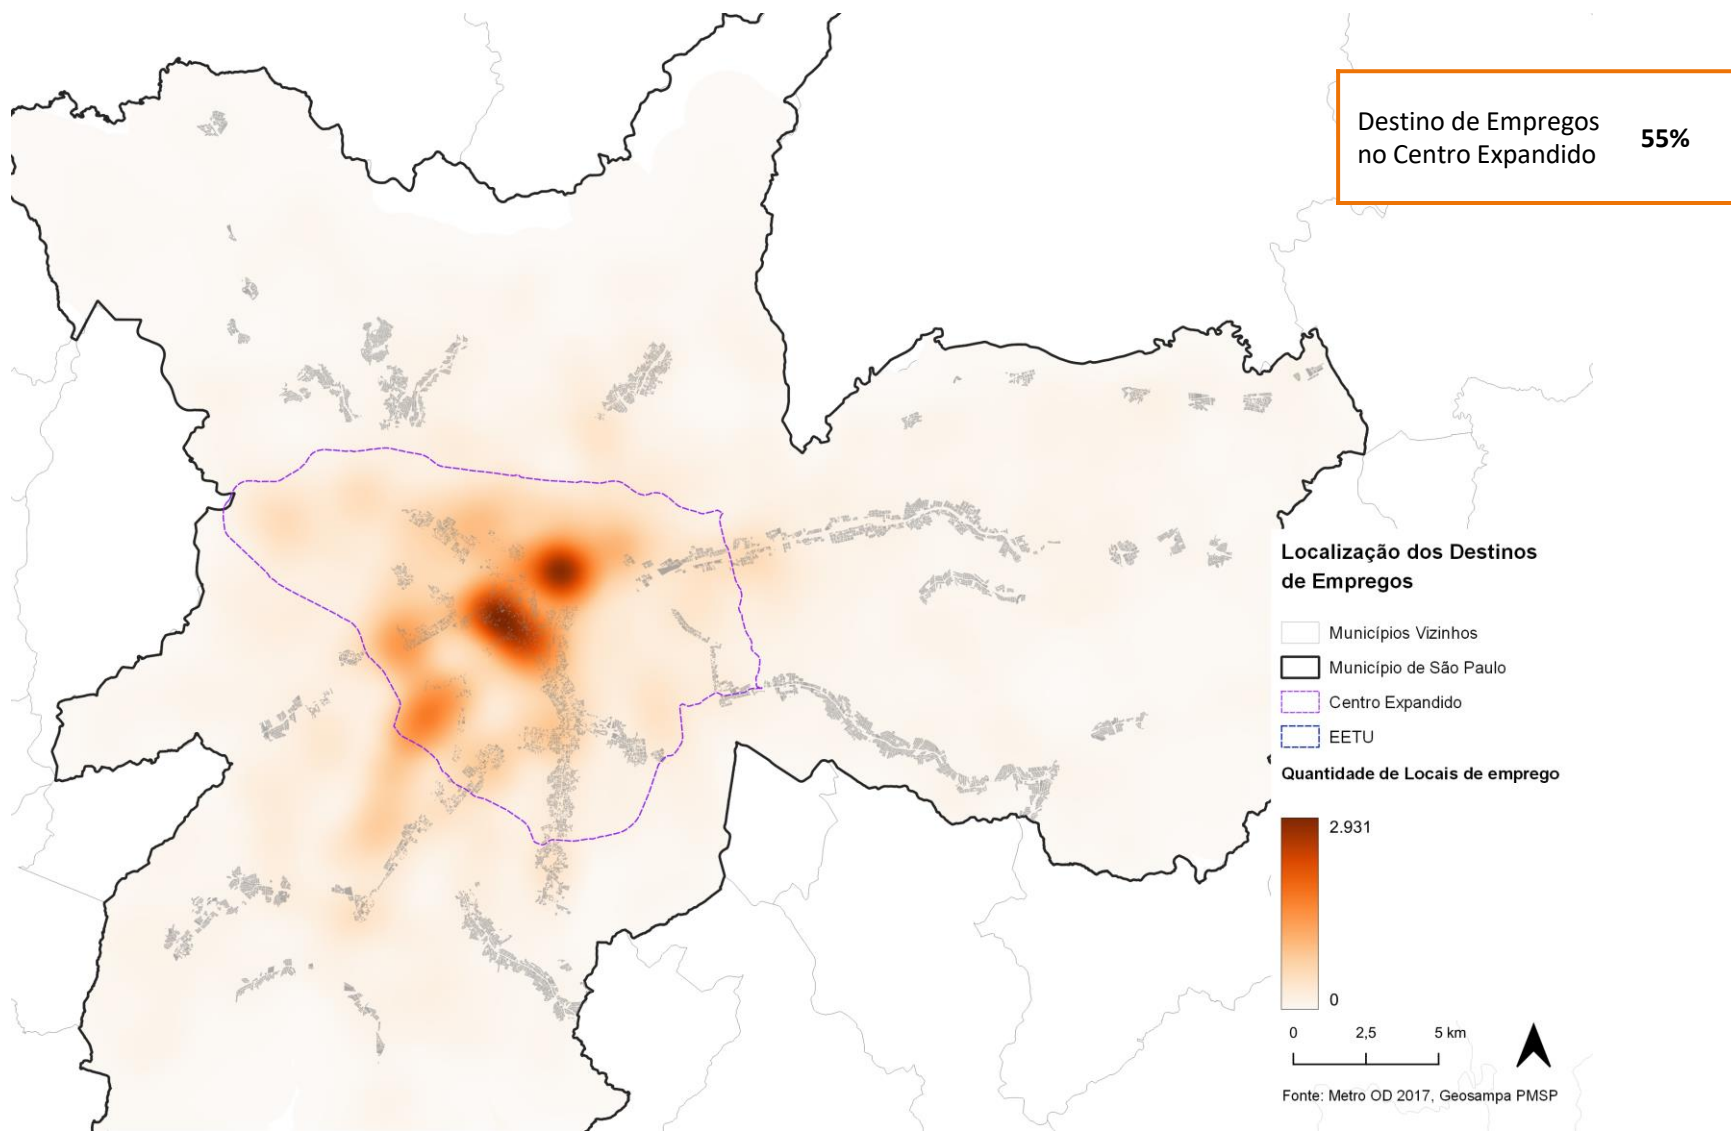 Destino de Empregos
no Centro Expandido
55%
Localização dos Destinos
de Empregos
Municípios Vizinhos
Município de São Paulo
Centro Expandido
EETU
Quantidade de Locais de emprego
2.931
0
0 2,5 5 km
Fonte: Metro OD 2017, Geosampa PMSP